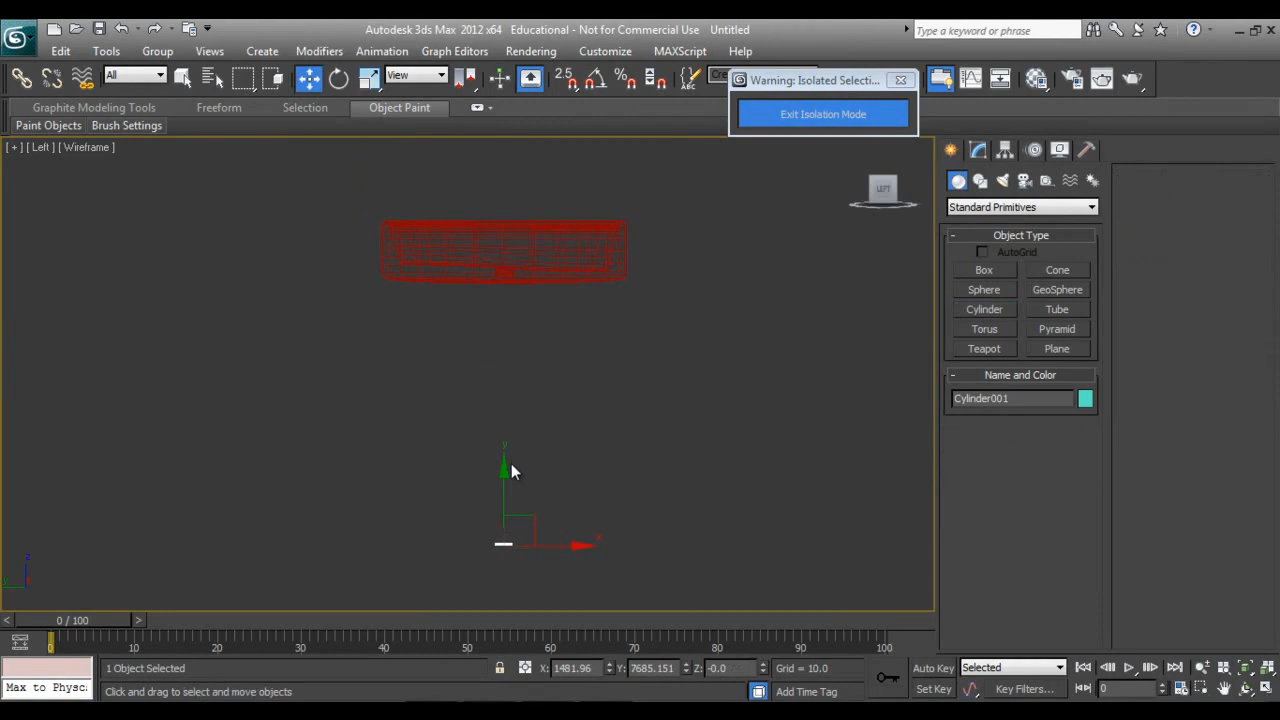 Autodesk 3ds Max 2012 x64    Educational - Not for Commercial Use    Untitled
Type a keyword or phrase
Edit Tools Group Views Create Modifiers Animation Graph Editors Rendering Customize MAXScript Help
All View 2.5
Warning: Isolated Selecti...
Exit Isolation Mode
Graphite Modeling Tools Freeform Selection Object Paint
Paint Objects Brush Settings
[ + ] [ Left ] [ Wireframe ]
LEFT
Standard Primitives
- Object Type
AutoGrid
Box Cone
Sphere GeoSphere
Cylinder Tube
Torus Pyramid
Teapot Plane
- Name and Color
Cylinder001
y
x
z
y
< 0 / 100 >
0 10 20 30 40 50 60 70 80 90 100
1 Object Selected X: 1481.96 Y: 7685.151 Z: -0.0 Grid = 10.0 Auto Key Selected
Max to Physc
Click and drag to select and move objects Add Time Tag Set Key Key Filters... 0